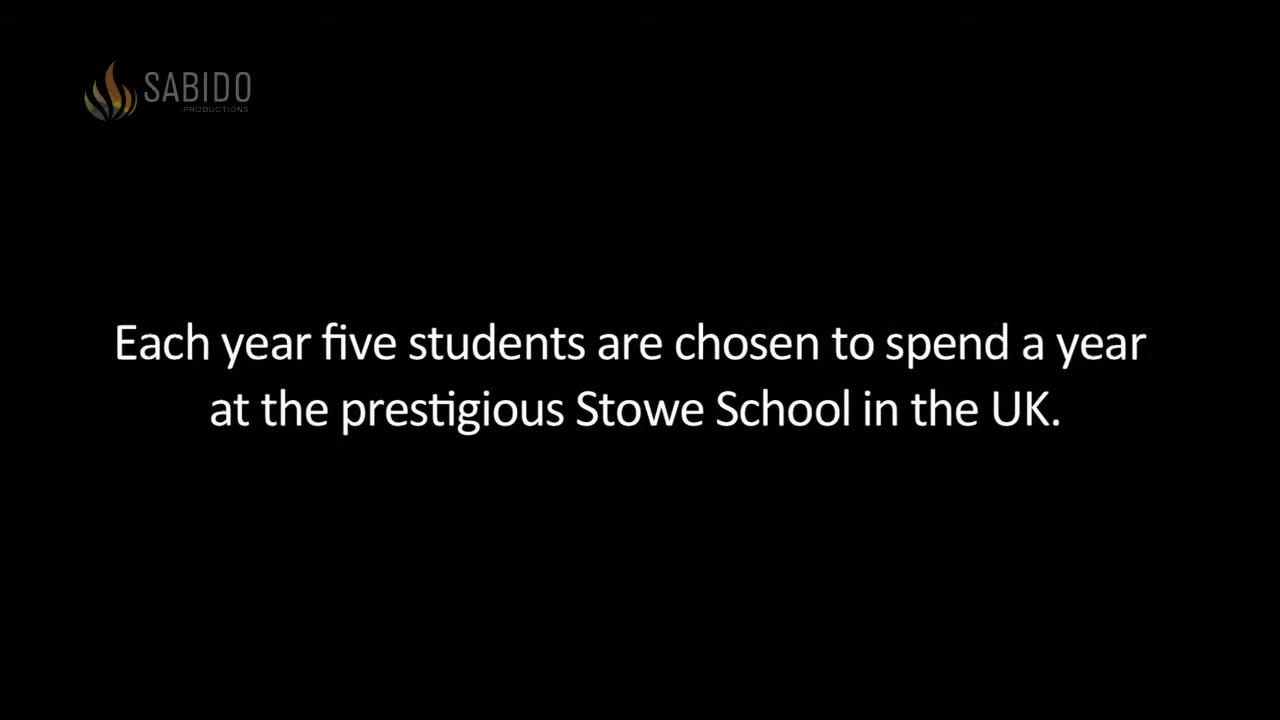 SABIDO
PRODUCTIONS
Each year five students are chosen to spend a year
at the prestigious Stowe School in the UK.